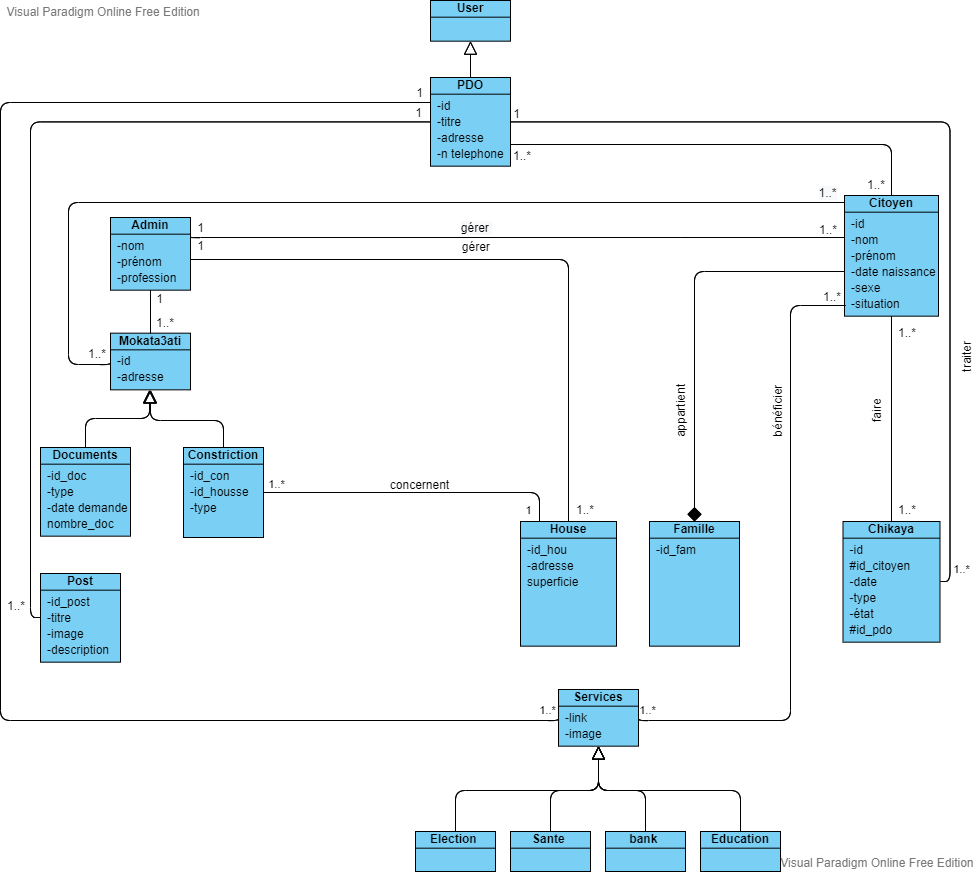 Visual Paradigm Online Free Edition
User
PDO
-id
-titre
-adresse
-n telephone
1
1
1
1..*
1..*
1..*
Citoyen
-id
-nom
-prénom
-date naissance
-sexe
-situation
1..*
1..*
1..*
Admin
-nom
-prénom
-profession
1
gérer
1
gérer
1
1..*
Mokata3ati
-id
-adresse
1..*
traiter
appartient
bénéficier
faire
Documents
-id_doc
-type
-date demande
nombre_doc
Constriction
-id_con
-id_housse
-type
1..*
concernent
1
1..*
House
-id_hou
-adresse
superficie
Famille
-id_fam
1..*
Chikaya
-id
#id_citoyen
-date
-type
-état
#id_pdo
1..*
Post
-id_post
-titre
-image
-description
1..*
Services
-link
-image
1..*
1..*
Election
Sante
bank
Education
Visual Paradigm Online Free Edition